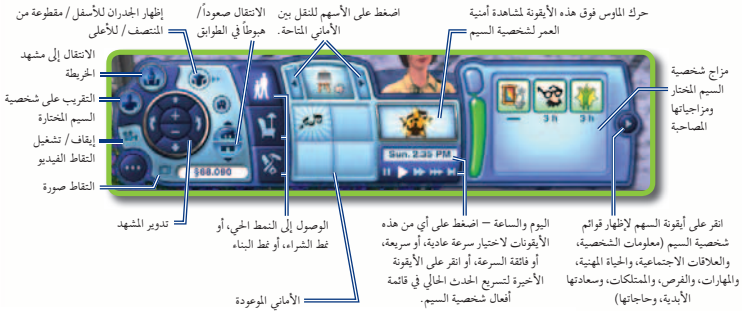 حرك الماوس فوق هذه الأيقونة لمشاهدة أمنية
العمر لشخصية السيم
اضغط على الأسهم للنقل بين
الأماني المتاحة.
الانتقال صعوداً/
هبوطاً في الطوابق
إظهار الجدران للأسفل/ مقطوعة من
المنتصف/ للأعلى
الانتقال إلى مشهد
الخريطة
التقريب على شخصية
السيم المختارة
إيقاف/ تشغيل
التقاط الفيديو
التقاط صورة
تدوير المشهد
مزاج شخصية
السيم المختار
ومزاجياتها
المصاحبة
3 h
3 h
Sun. 2:35 PM
§68.080
الوصول إلى النمط الحي، أو
نمط الشراء، أو نمط البناء
الأماني الموعودة
اليوم والساعة – اضغط على أي من هذه
الأيقونات لاختيار سرعة عادية، أو سريعة،
أو فائقة السرعة، أو انقر على الأيقونة
الأخيرة لتسريع الحدث الحالي في قائمة
أفعال شخصية السيم.
انقر على أيقونة السهم لإظهار قوائم
شخصية السيم (معلومات الشخصية،
والعلاقات الاجتماعية، والحياة المهنية،
والمهارات، والفرص، والممتلكات، وسعادتها
الأبدية، وحاجاتها)